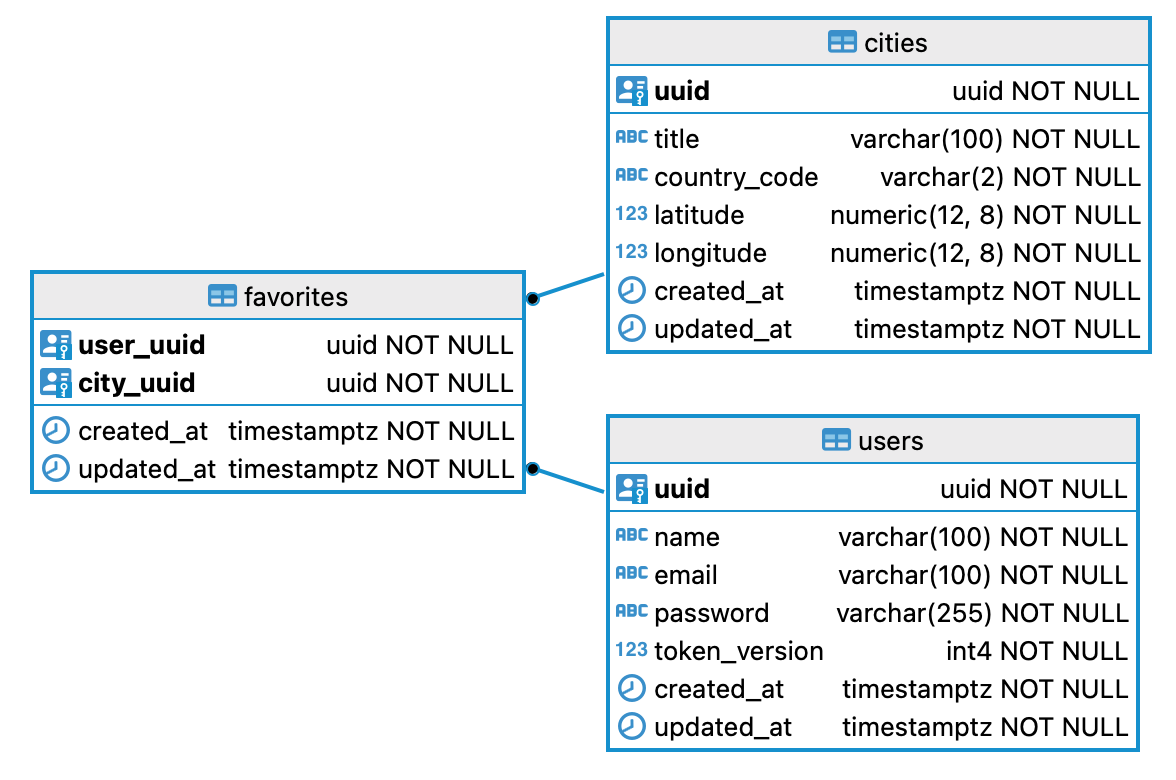 cities
uuid uuid NOT NULL
ABC title varchar(100) NOT NULL
ABC country_code varchar(2) NOT NULL
123 latitude numeric(12, 8) NOT NULL
123 longitude numeric(12, 8) NOT NULL
created_at timestamptz NOT NULL
updated_at timestamptz NOT NULL
favorites
user_uuid uuid NOT NULL
city_uuid uuid NOT NULL
created_at timestamptz NOT NULL
updated_at timestamptz NOT NULL
users
uuid uuid NOT NULL
ABC name varchar(100) NOT NULL
ABC email varchar(100) NOT NULL
ABC password varchar(255) NOT NULL
123 token_version int4 NOT NULL
created_at timestamptz NOT NULL
updated_at timestamptz NOT NULL